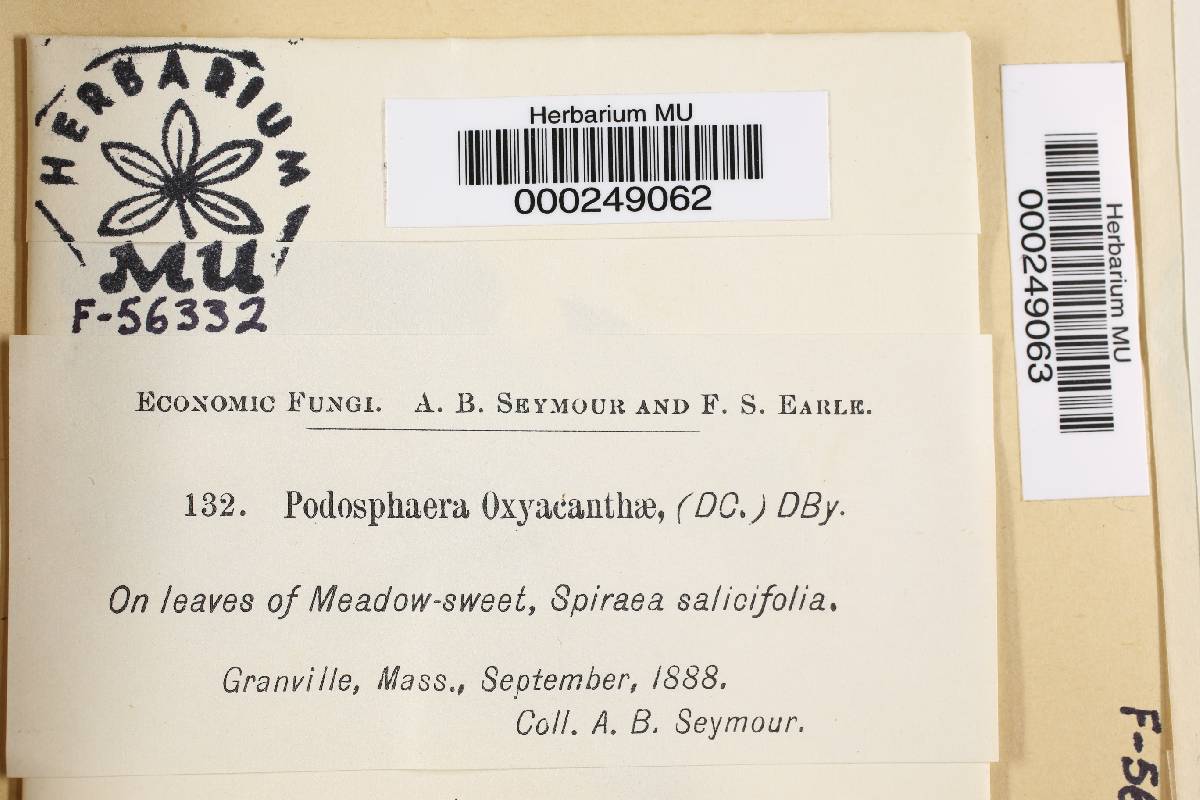 HERBARIUM
MU
F-56332
Herbarium MU
000249062
Herbarium MU
000249063
ECONOMIC FUNGI. A. B. SEYMOUR AND F. S. EARLE.
132. Podosphaera Oxyacanthæ, (DC.) DBy.
On leaves of Meadow-sweet, Spiraea salicifolia.
Granville, Mass., September, 1888.
Coll. A. B. Seymour.